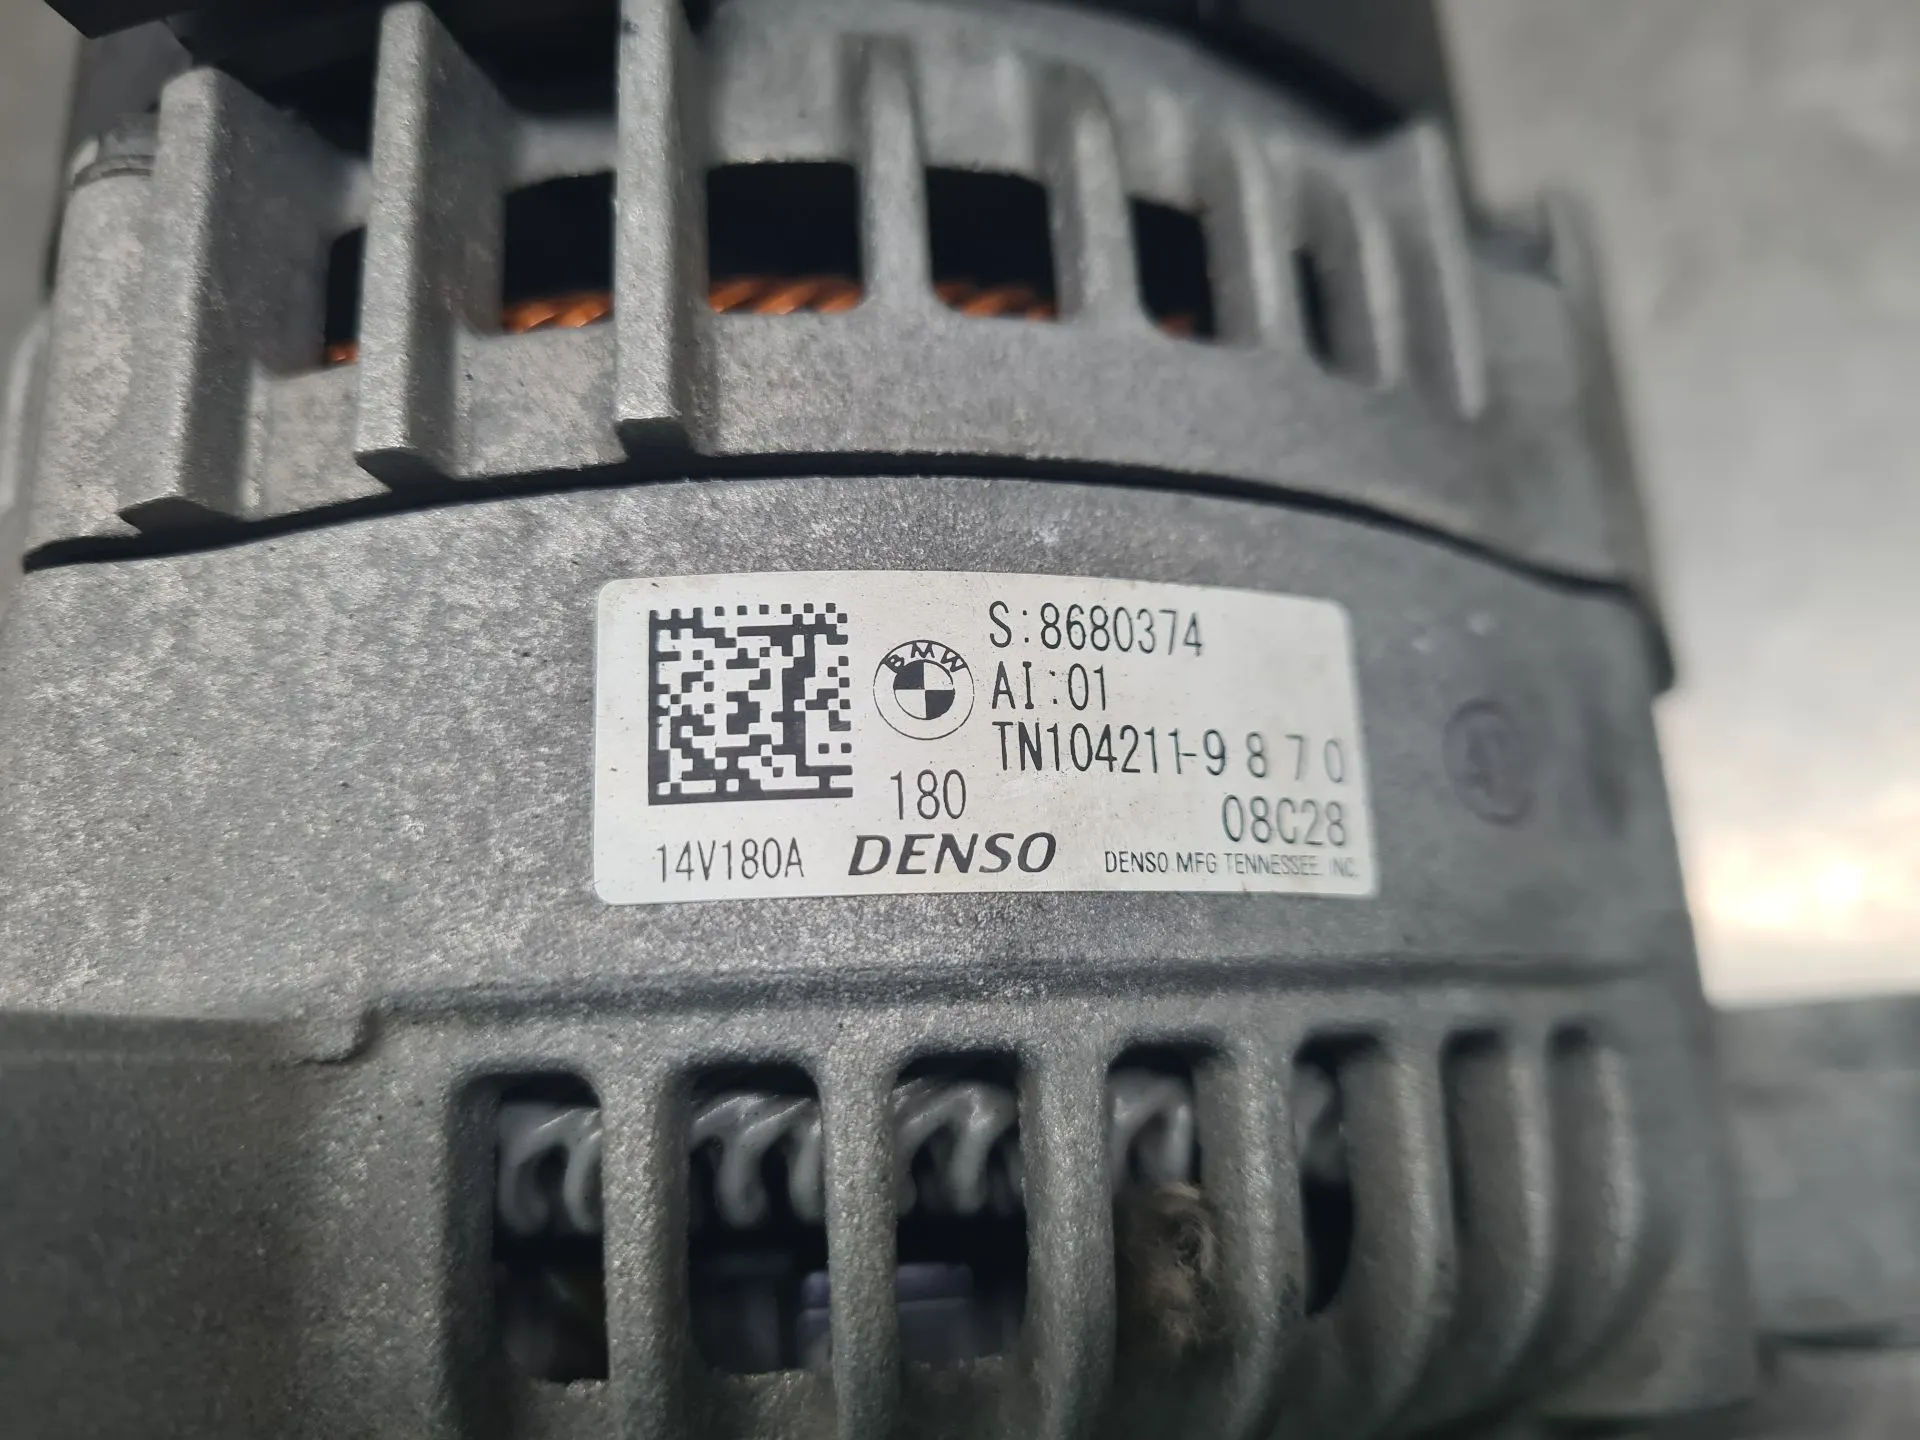 S:8680374
BMW
AI:01
TN104211-9870
180
08C28
14V180A
DENSO
DENSO MFG TENNESSEE, INC.